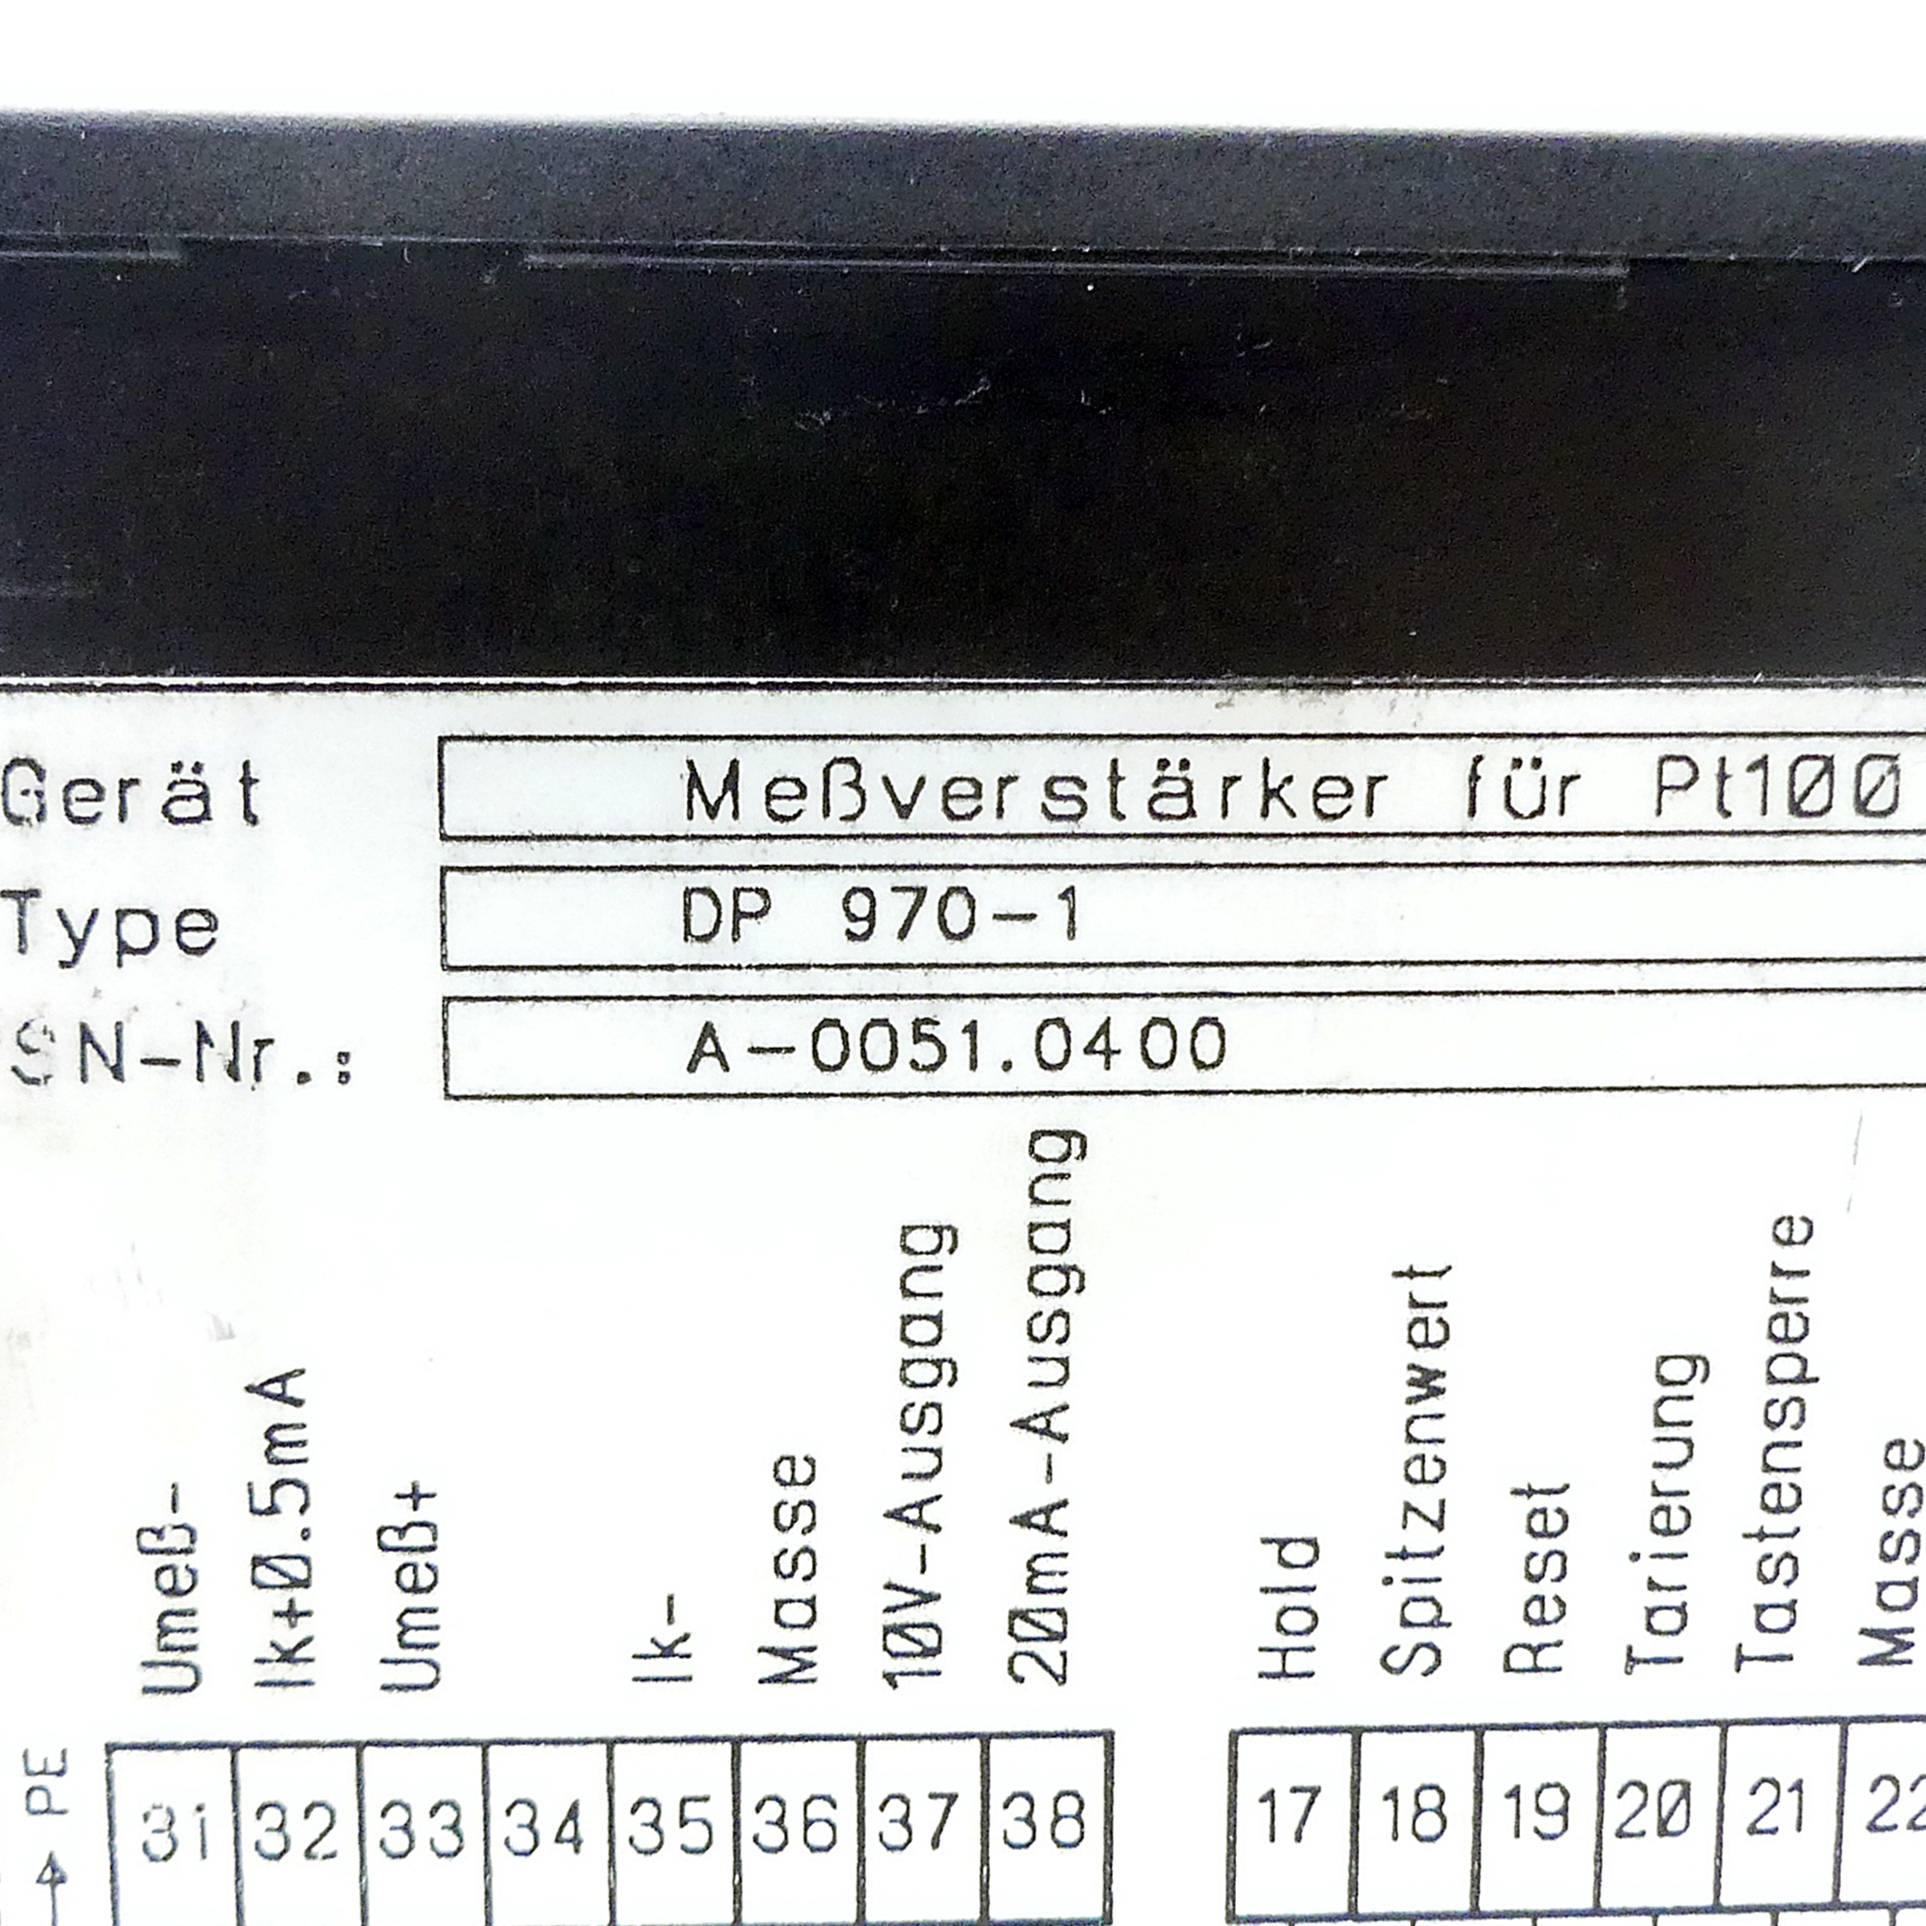 Gerät Meßverstärker für Pt100
Type DP 970-1
SN-Nr.: A-0051.0400
Umeß-
Ik+0.5mA
Umeß+
Ik-
Masse
10V-Ausgang
20mA-Ausgang
Hold
Spitzenwert
Reset
Tarierung
Tastensperre
Masse
PE
31 32 33 34 35 36 37 38 17 18 19 20 21 22